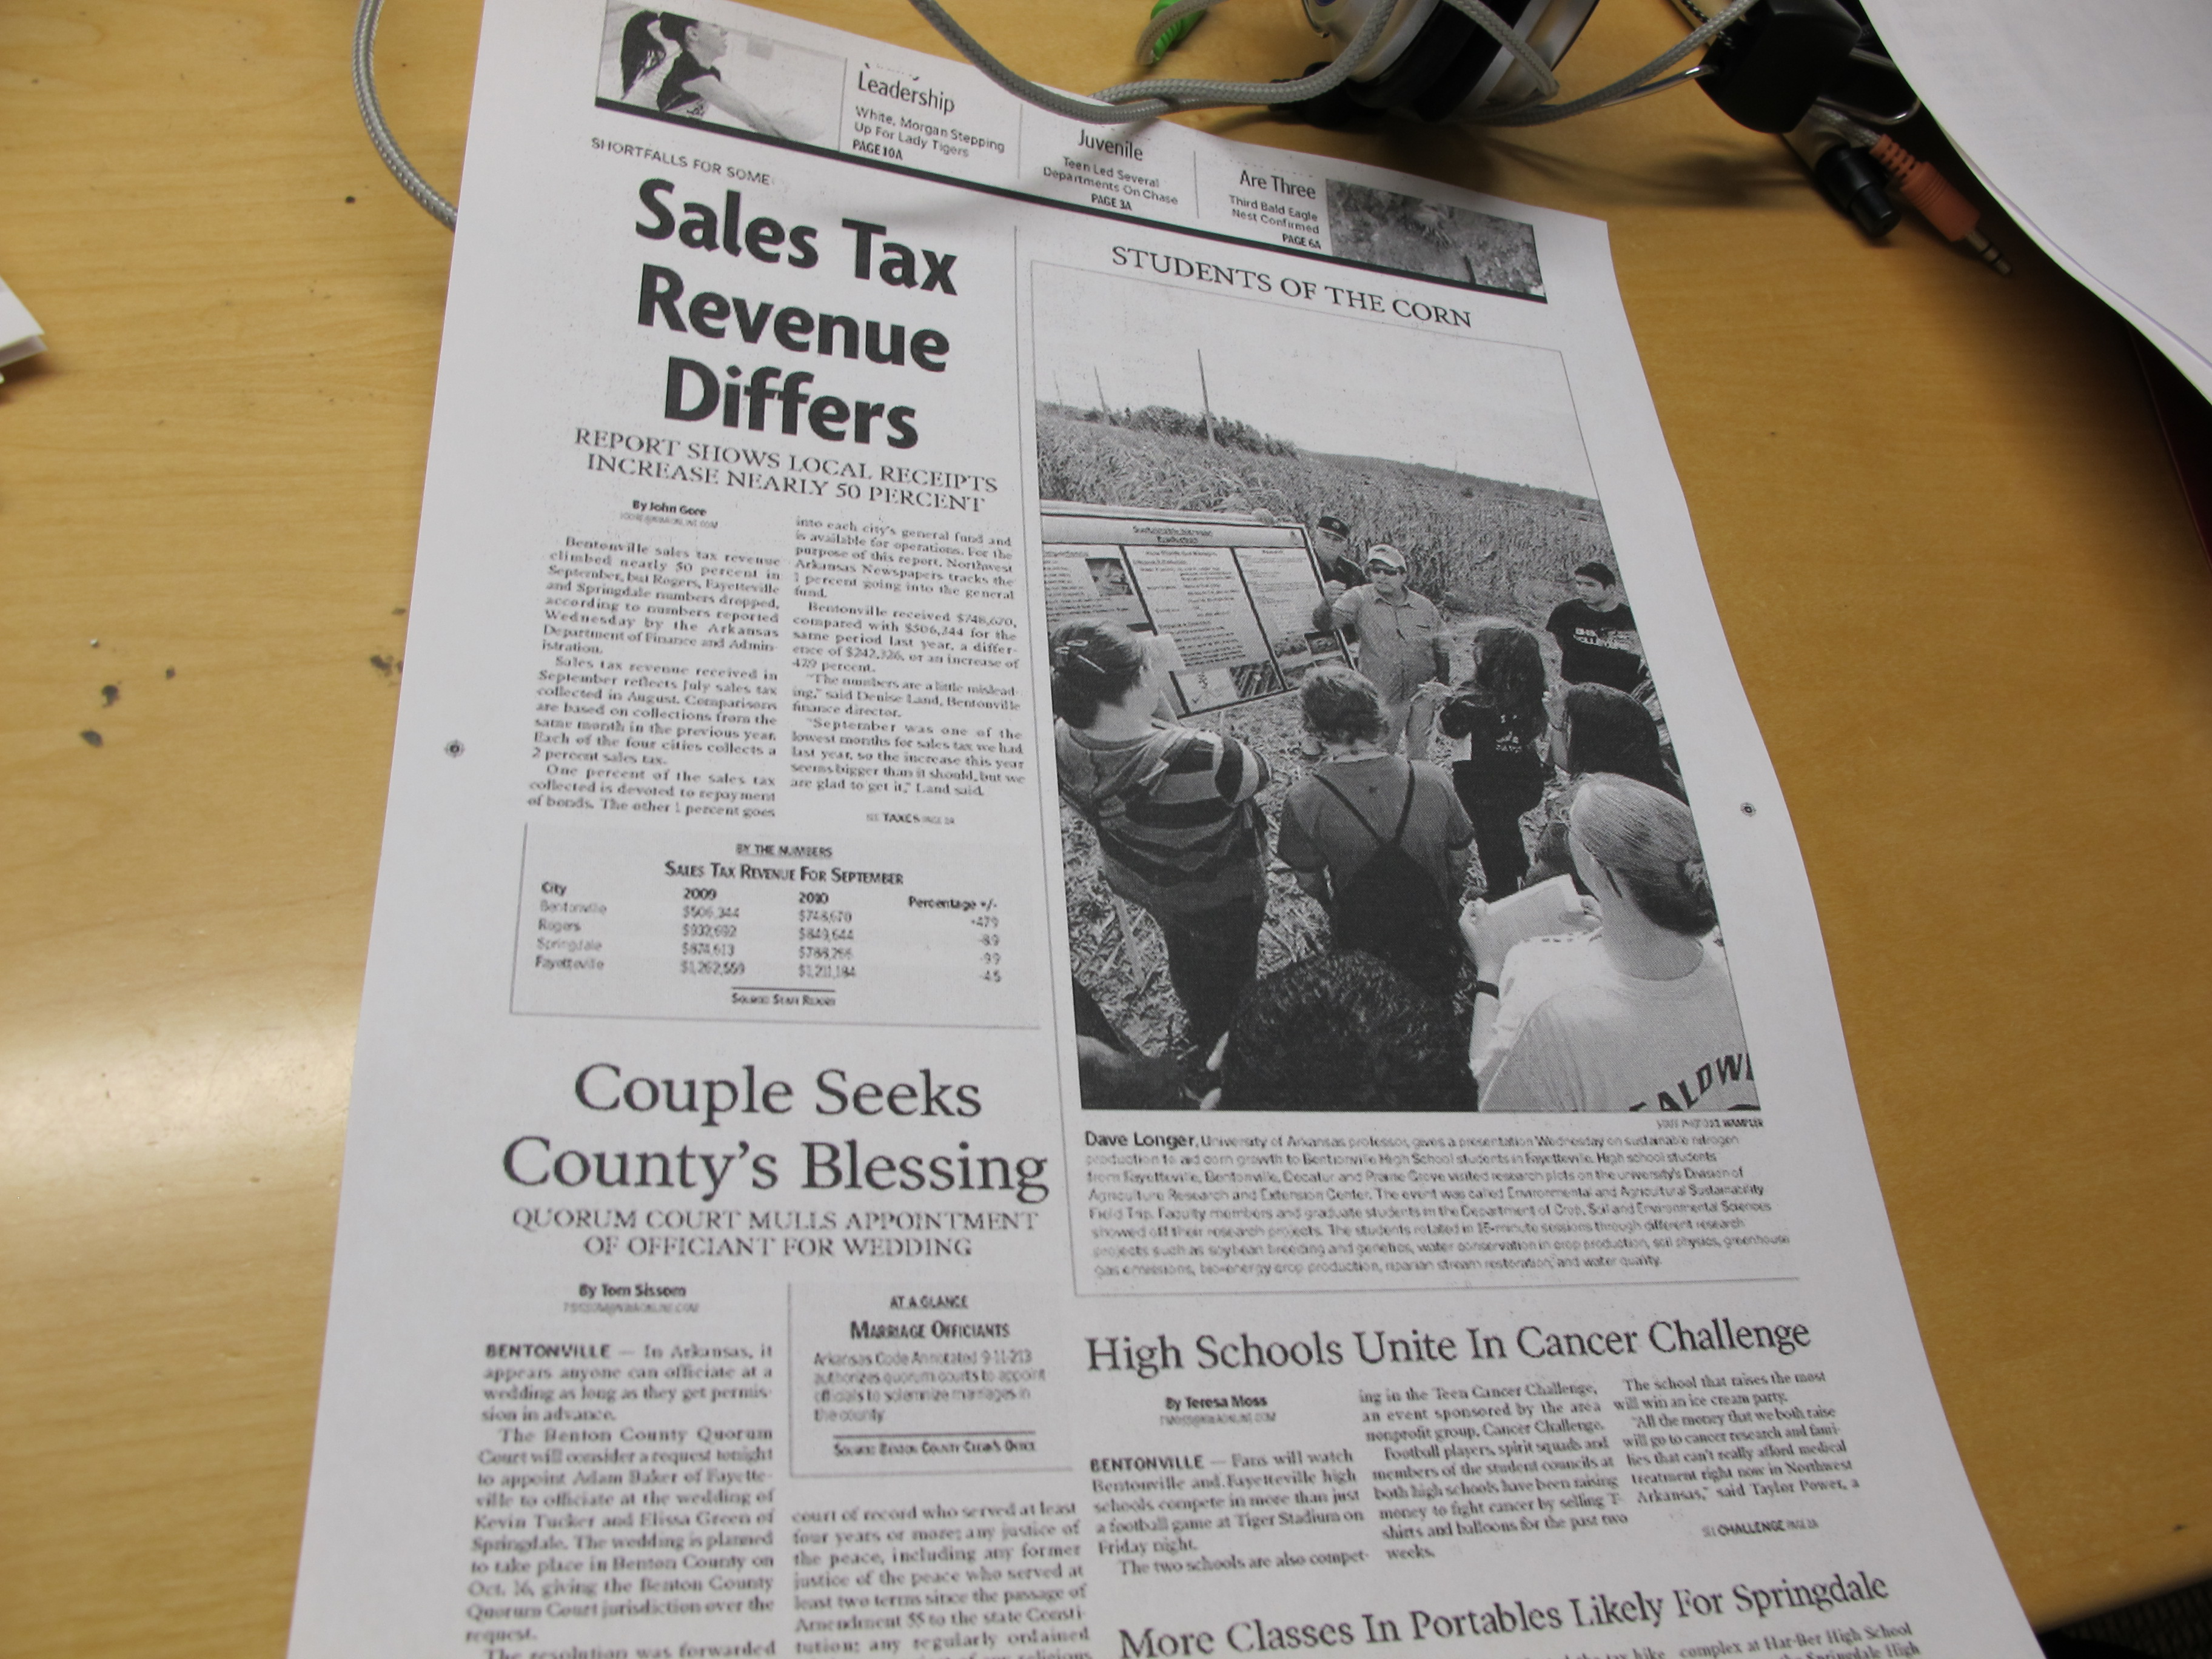 Leadership
White, Morgan Stepping
Up For Lady Tigers
PAGE 10A
Juvenile
Teen Led Several
Departments On Chase
PAGE 3A
Are Three
Third Bald Eagle
Nest Confirmed
PAGE 6A
SHORTFALLS FOR SOME
Sales Tax
Revenue
Differs
REPORT SHOWS LOCAL RECEIPTS
INCREASE NEARLY 50 PERCENT
By John Gore
Bentonville sales tax revenue
climbed nearly 50 percent in
September, but Rogers, Fayetteville
and Springdale numbers dropped,
according to numbers reported
Wednesday by the Arkansas
Department of Finance and Admin-
istration.
Sales tax revenue received in
September reflects July sales tax
collected in August. Comparisons
are based on collections from the
same month in the previous year.
Each of the four cities collects a
2 percent sales tax.
One percent of the sales tax
collected is devoted to repayment
of bonds. The other 1 percent goes
into each city's general fund and
is available for operations. For the
purpose of this report, Northwest
Arkansas Newspapers tracks the
1 percent going into the general
fund.
Bentonville received $748,670,
compared with $506,344 for the
same period last year, a differ-
ence of $242,326, or an increase of
percent.
"The numbers are a little mislead-
ing," said Denise Land, Bentonville
finance director.
"September was one of the
lowest months for sales tax we had
last year, so the increase this year
seems bigger than it should, but we
are glad to get it," Land said.
SEE TAXES PAGE
BY THE NUMBERS
SALES TAX REVENUE FOR SEPTEMBER
City 2009 2010 Percentage +/-
Bentonville $506,344 $748,670
Rogers $849,644
Springdale $874,613
Fayetteville $1,262,559 $1,211,184
SOURCE: STAFF REPORT
STUDENTS OF THE CORN
Sustainable Nitrogen
Production
BHS
VOLLEY
BALDWI
STAFF PHOTO WAMPLER
Dave Longer, University of Arkansas professor, gives a presentation Wednesday on sustainable nitrogen
production to aid corn growth to Bentonville High School students in Fayetteville. High school students
from Fayetteville, Bentonville, Decatur and Prairie Grove visited research plots on the university's Division of
Agriculture Research and Extension Center. The event was called Environmental and Agricultural Sustainability
Field Trip. Faculty members and graduate students in the Department of Crop, Soil and Environmental Sciences
showed off their research projects. The students rotated in 15-minute sessions through different research
projects such as soybean breeding and genetics, water conservation in crop production, soil physics, greenhouse
gas emissions, bio-energy crop production, riparian stream restoration, and water quality.
Couple Seeks
County's Blessing
QUORUM COURT MULLS APPOINTMENT
OF OFFICIANT FOR WEDDING
By Tom Sissom
BENTONVILLE — In Arkansas, it
appears anyone can officiate at a
wedding as long as they get permis-
sion in advance.
The Benton County Quorum
Court will consider a request tonight
to appoint Adam Baker of Fayette-
ville to officiate at the wedding of
Kevin Tucker and Elissa Green of
Springdale. The wedding is planned
to take place in Benton County on
Oct. 16, giving the Benton County
Quorum Court jurisdiction over the
request.
The resolution was forwarded
AT A GLANCE
MARRIAGE OFFICIANTS
Arkansas Code Annotated 9-11-213
authorizes quorum courts to appoint
officials to solemnize marriages in
the county
SOURCE: BENTON COUNTY CLERK'S OFFICE
court of record who served at least
four years or more; any justice of
the peace, including any former
justice of the peace who served at
least two terms since the passage of
Amendment 55 to the state Consti-
tution; any regularly ordained
High Schools Unite In Cancer Challenge
By Teresa Moss
BENTONVILLE — Fans will watch
Bentonville and Fayetteville high
schools compete in more than just
a football game at Tiger Stadium on
Friday night.
The two schools are also compet-
ing in the Teen Cancer Challenge,
an event sponsored by the area
nonprofit group, Cancer Challenge.
Football players, spirit squads and
members of the student councils at
both high schools have been raising
money to fight cancer by selling T-
shirts and balloons for the past two
weeks.
The school that raises the most
will win an ice cream party.
"All the money that we both raise
will go to cancer research and fami-
lies that can't really afford medical
treatment right now in Northwest
Arkansas," said Taylor Power, a
SEE CHALLENGE PAGE
More Classes In Portables Likely For Springdale
tax hike
complex at Har-Ber High School
Springdale High